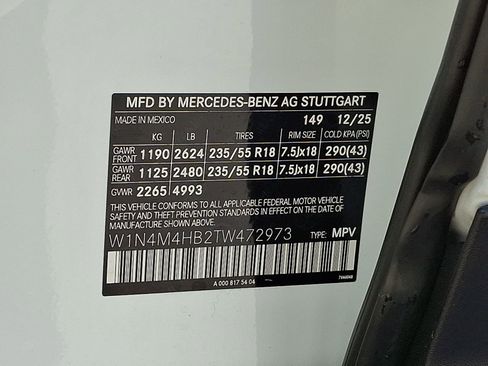 MFD BY MERCEDES-BENZ AG STUTTGART
MADE IN MEXICO 149 12/25
KG LB TIRES RIM SIZE COLD KPA (PSI)
GAWR FRONT 1190 2624 235/55 R18 7.5Jx18 290(43)
GAWR REAR 1125 2480 235/55 R18 7.5Jx18 290(43)
GVWR 2265 4993
THIS VEHICLE CONFORMS TO ALL APPLICABLE FEDERAL MOTOR VEHICLE
SAFETY AND THEFT PREVENTION STANDARDS IN EFFECT ON THE DATE
OF MANUFACTURE SHOWN ABOVE.
W1N4M4HB2TW472973 TYPE: MPV
A 000 817 54 04